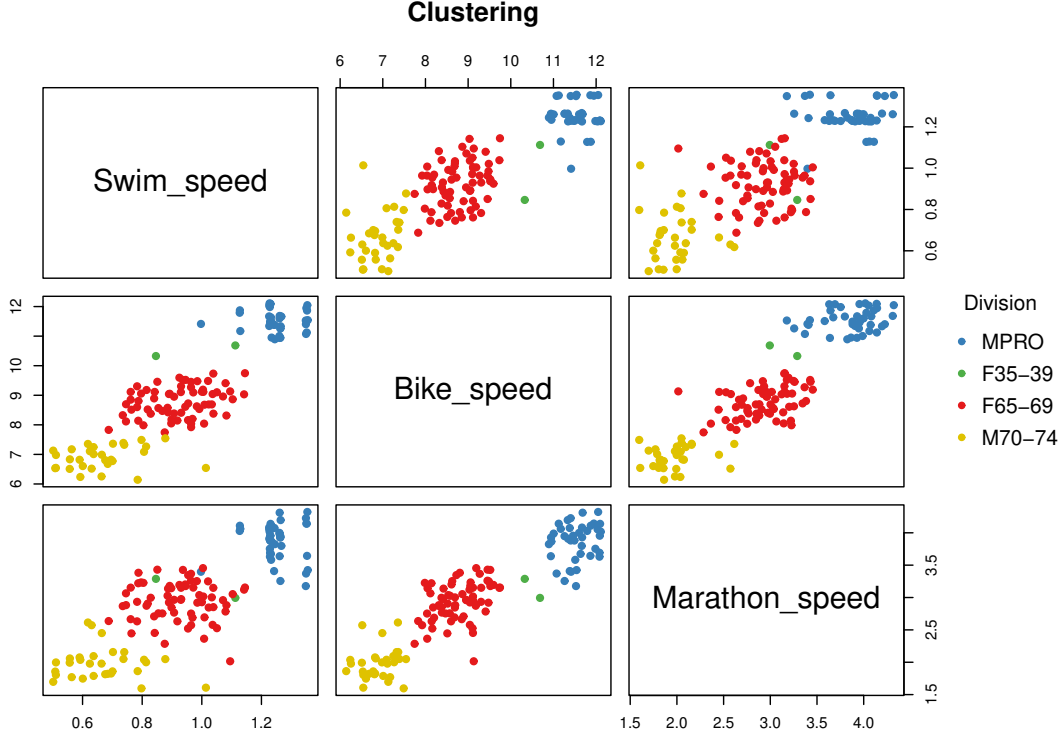 Clustering
6 7 8 9 10 11 12
Swim_speed
0.6 0.8 1.0 1.2
6 7 8 9 10 12
Bike_speed
Division
MPRO
F35−39
F65−69
M70−74
Marathon_speed
1.5 2.5 3.5
0.6 0.8 1.0 1.2
1.5 2.0 2.5 3.0 3.5 4.0